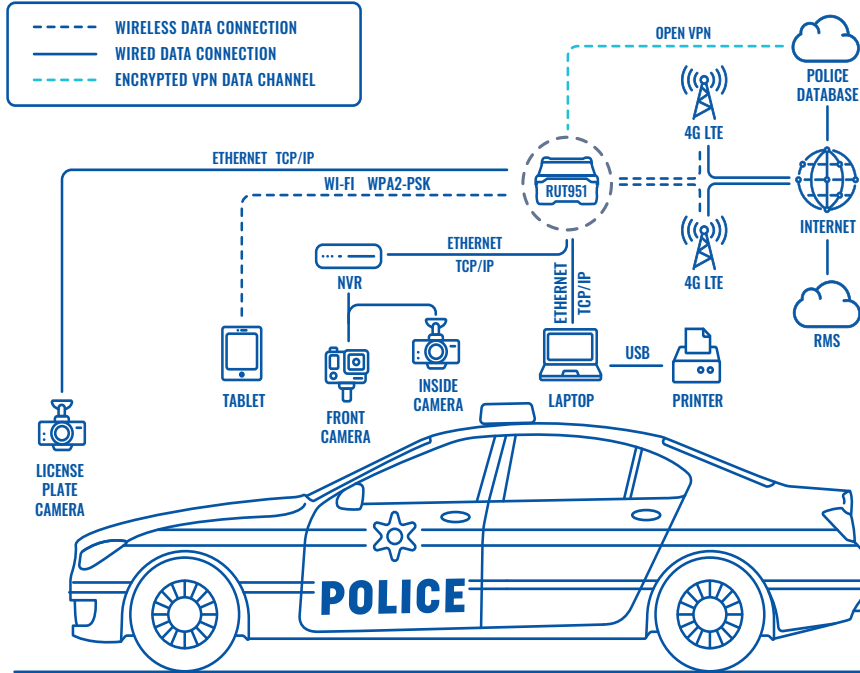 WIRELESS DATA CONNECTION
WIRED DATA CONNECTION
ENCRYPTED VPN DATA CHANNEL
OPEN VPN
POLICE
DATABASE
4G LTE
ETHERNET TCP/IP
WI-FI WPA2-PSK
RUT951
INTERNET
ETHERNET
TCP/IP
NVR
ETHERNET
TCP/IP
4G LTE
RMS
USB
TABLET
FRONT
CAMERA
INSIDE
CAMERA
LAPTOP
PRINTER
LICENSE
PLATE
CAMERA
POLICE